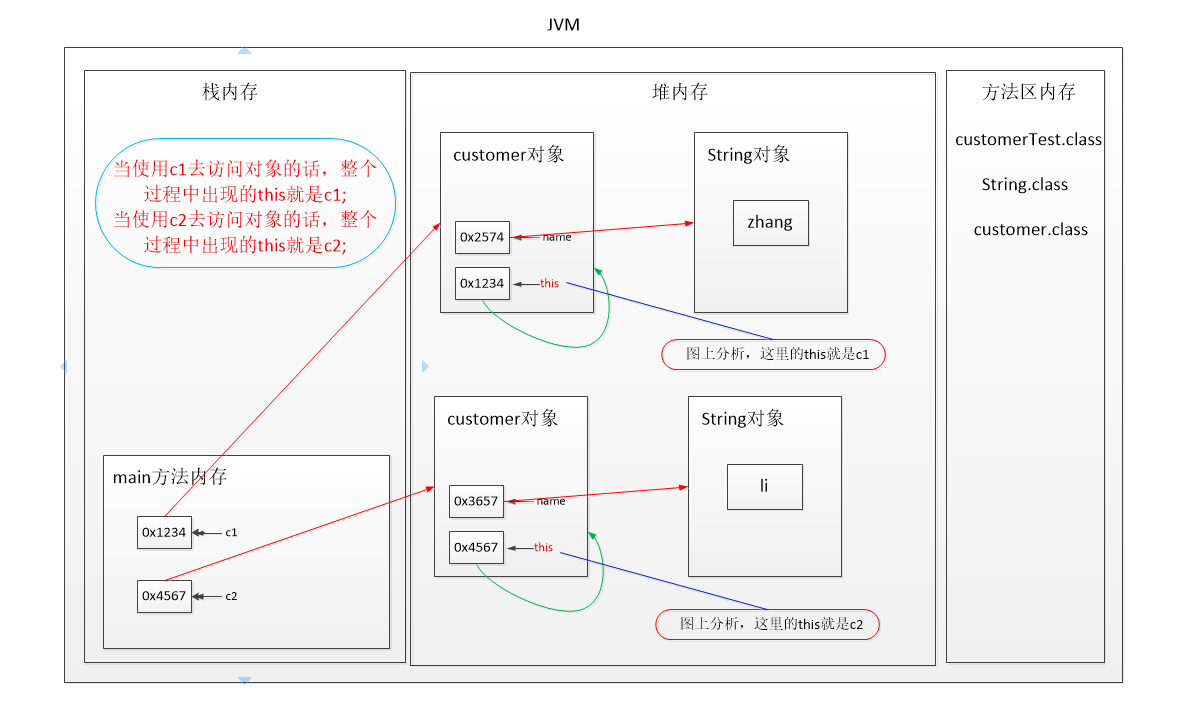 JVM
栈内存
当使用c1去访问对象的话，整个
过程中出现的this就是c1;
当使用c2去访问对象的话，整个
过程中出现的this就是c2;
main方法内存
0x1234
c1
0x4567
c2
堆内存
customer对象
0x2574
name
0x1234
this
String对象
zhang
图上分析，这里的this就是c1
customer对象
0x3657
name
0x4567
this
String对象
li
图上分析，这里的this就是c2
方法区内存
customerTest.class
String.class
customer.class